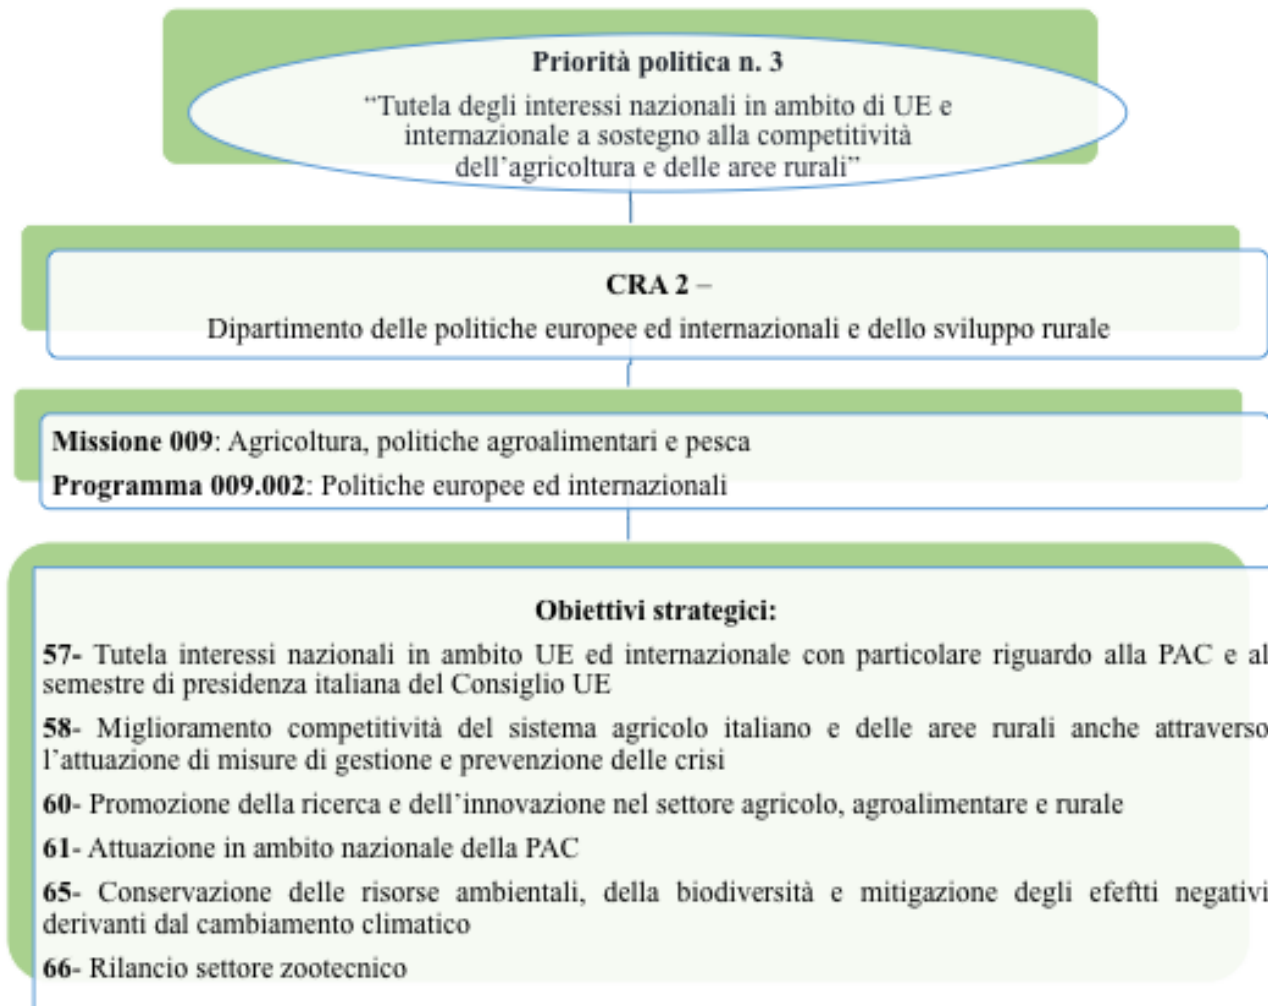 Priorità politica n. 3
“Tutela degli interessi nazionali in ambito di UE e
internazionale a sostegno alla competitività
dell’agricoltura e delle aree rurali”
CRA 2 –
Dipartimento delle politiche europee ed internazionali e dello sviluppo rurale
Missione 009: Agricoltura, politiche agroalimentari e pesca
Programma 009.002: Politiche europee ed internazionali
Obiettivi strategici:
57- Tutela interessi nazionali in ambito UE ed internazionale con particolare riguardo alla PAC e al
semestre di presidenza italiana del Consiglio UE
58- Miglioramento competitività del sistema agricolo italiano e delle aree rurali anche attraverso
l’attuazione di misure di gestione e prevenzione delle crisi
60- Promozione della ricerca e dell’innovazione nel settore agricolo, agroalimentare e rurale
61- Attuazione in ambito nazionale della PAC
65- Conservazione delle risorse ambientali, della biodiversità e mitigazione degli efeftti negativi
derivanti dal cambiamento climatico
66- Rilancio settore zootecnico